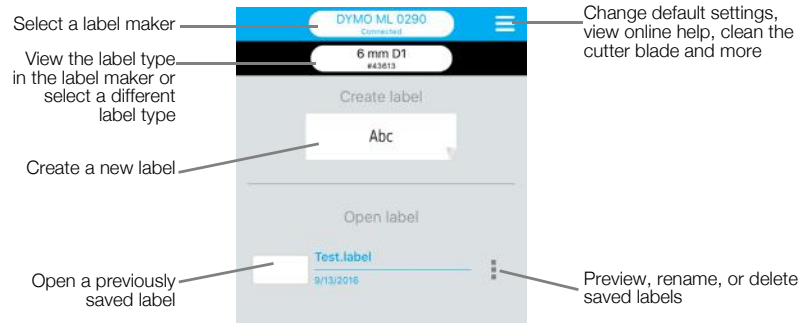 Select a label maker
DYMO ML 0290
Connected
Change default settings,
view online help, clean the
cutter blade and more
View the label type
in the label maker or
select a different
label type
6 mm D1
#43613
Create label
Abc
Create a new label
Open label
Test.label
9/13/2016
Open a previously
saved label
Preview, rename, or delete
saved labels